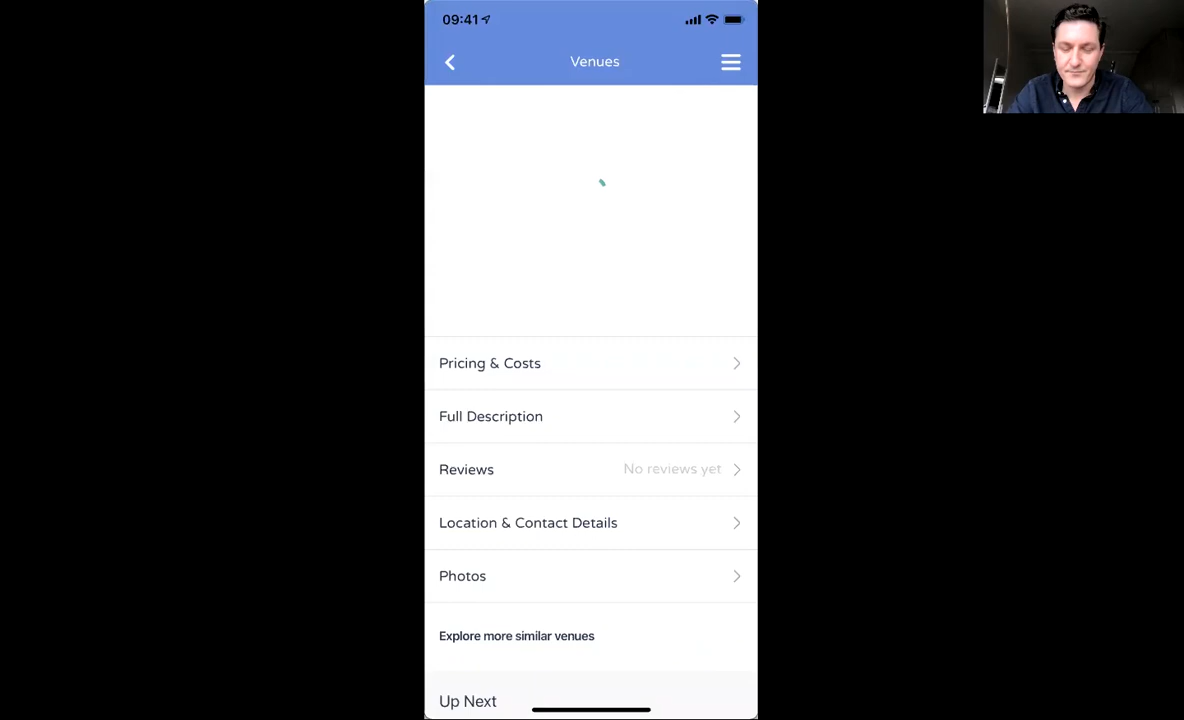 09:41
Venues
Pricing & Costs
Full Description
Reviews No reviews yet
Location & Contact Details
Photos
Explore more similar venues
Up Next